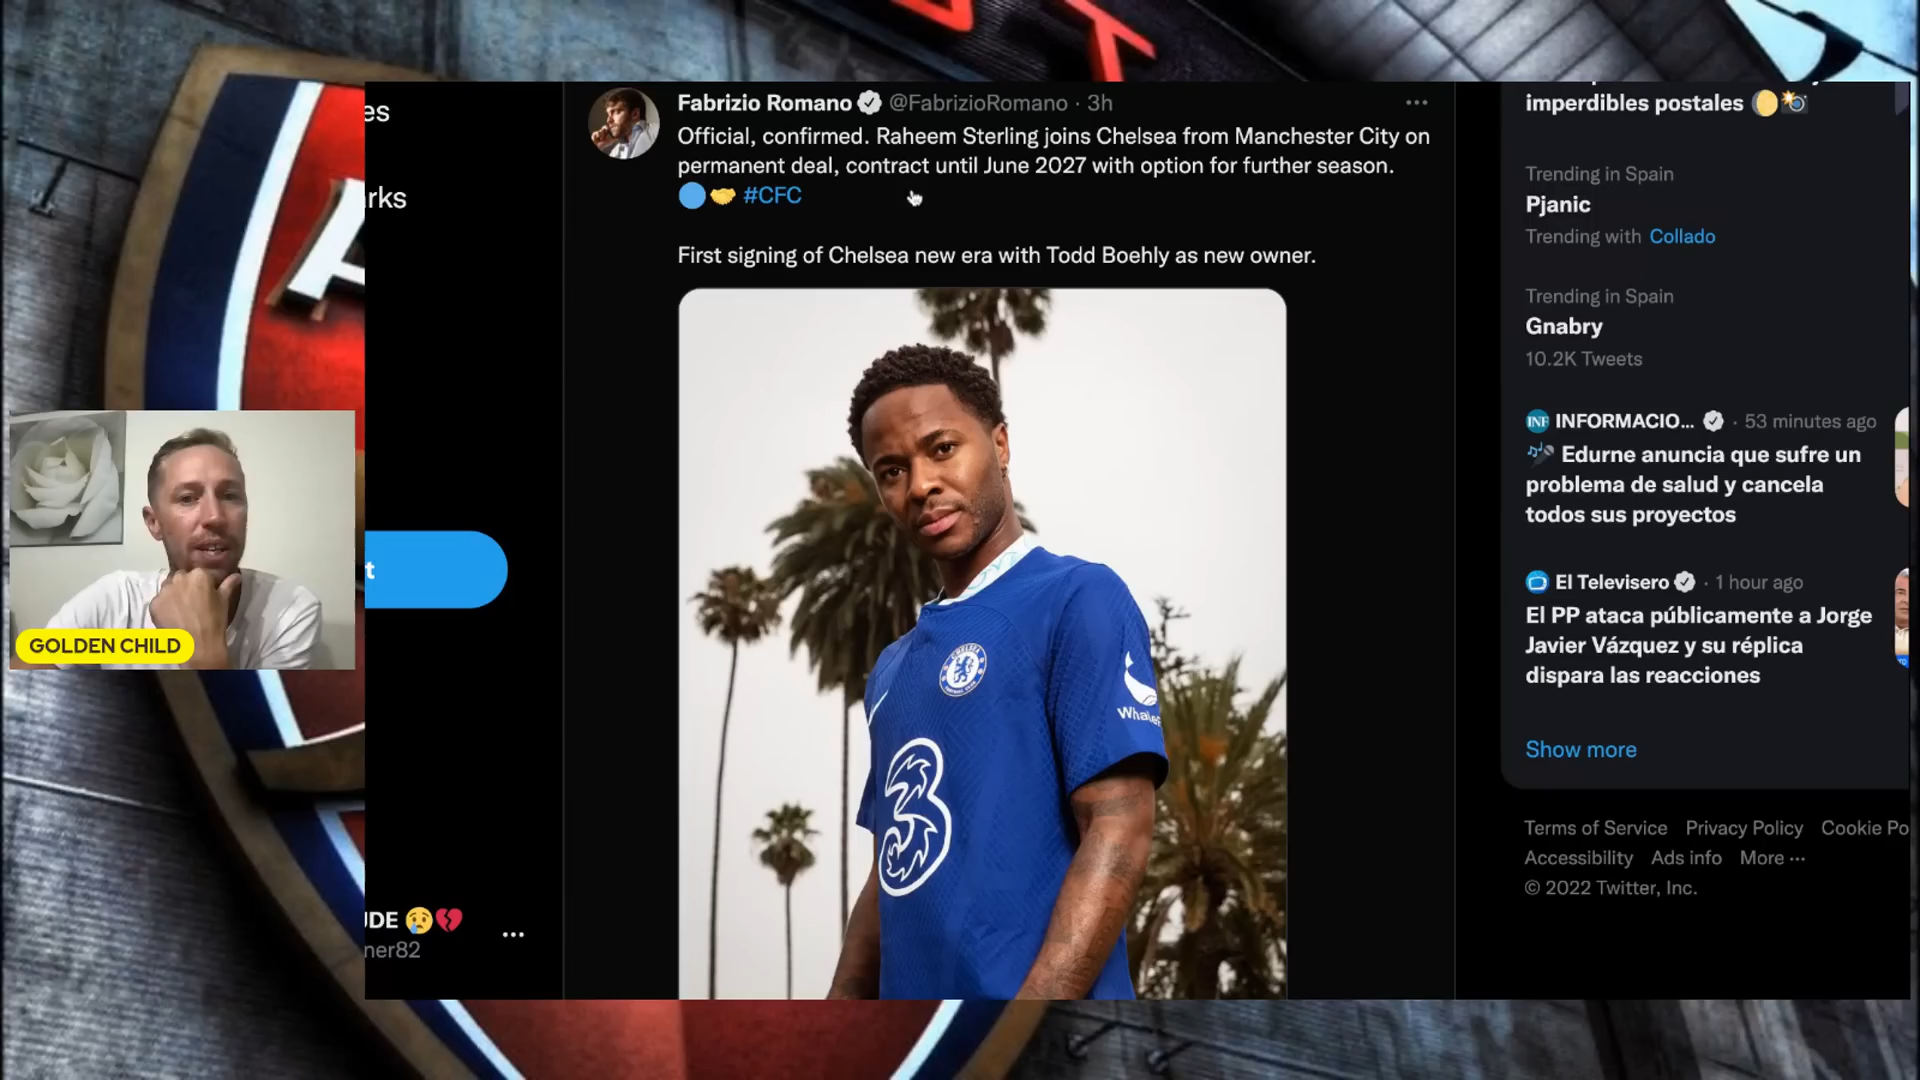 es
rks
t
UDE 😢💔
ner82
...
GOLDEN CHILD
Fabrizio Romano @FabrizioRomano · 3h
...
Official, confirmed. Raheem Sterling joins Chelsea from Manchester City on
permanent deal, contract until June 2027 with option for further season.
🔵🤝 #CFC
First signing of Chelsea new era with Todd Boehly as new owner.
CHELSEA
3
imperdibles postales 🌔📸
Trending in Spain
Pjanic
Trending with Collado
Trending in Spain
Gnabry
10.2K Tweets
INF INFORMACIO... · 53 minutes ago
🎤 Edurne anuncia que sufre un
problema de salud y cancela
todos sus proyectos
El Televisero · 1 hour ago
El PP ataca públicamente a Jorge
Javier Vázquez y su réplica
dispara las reacciones
Show more
Terms of Service Privacy Policy Cookie Po
Accessibility Ads info More ...
© 2022 Twitter, Inc.